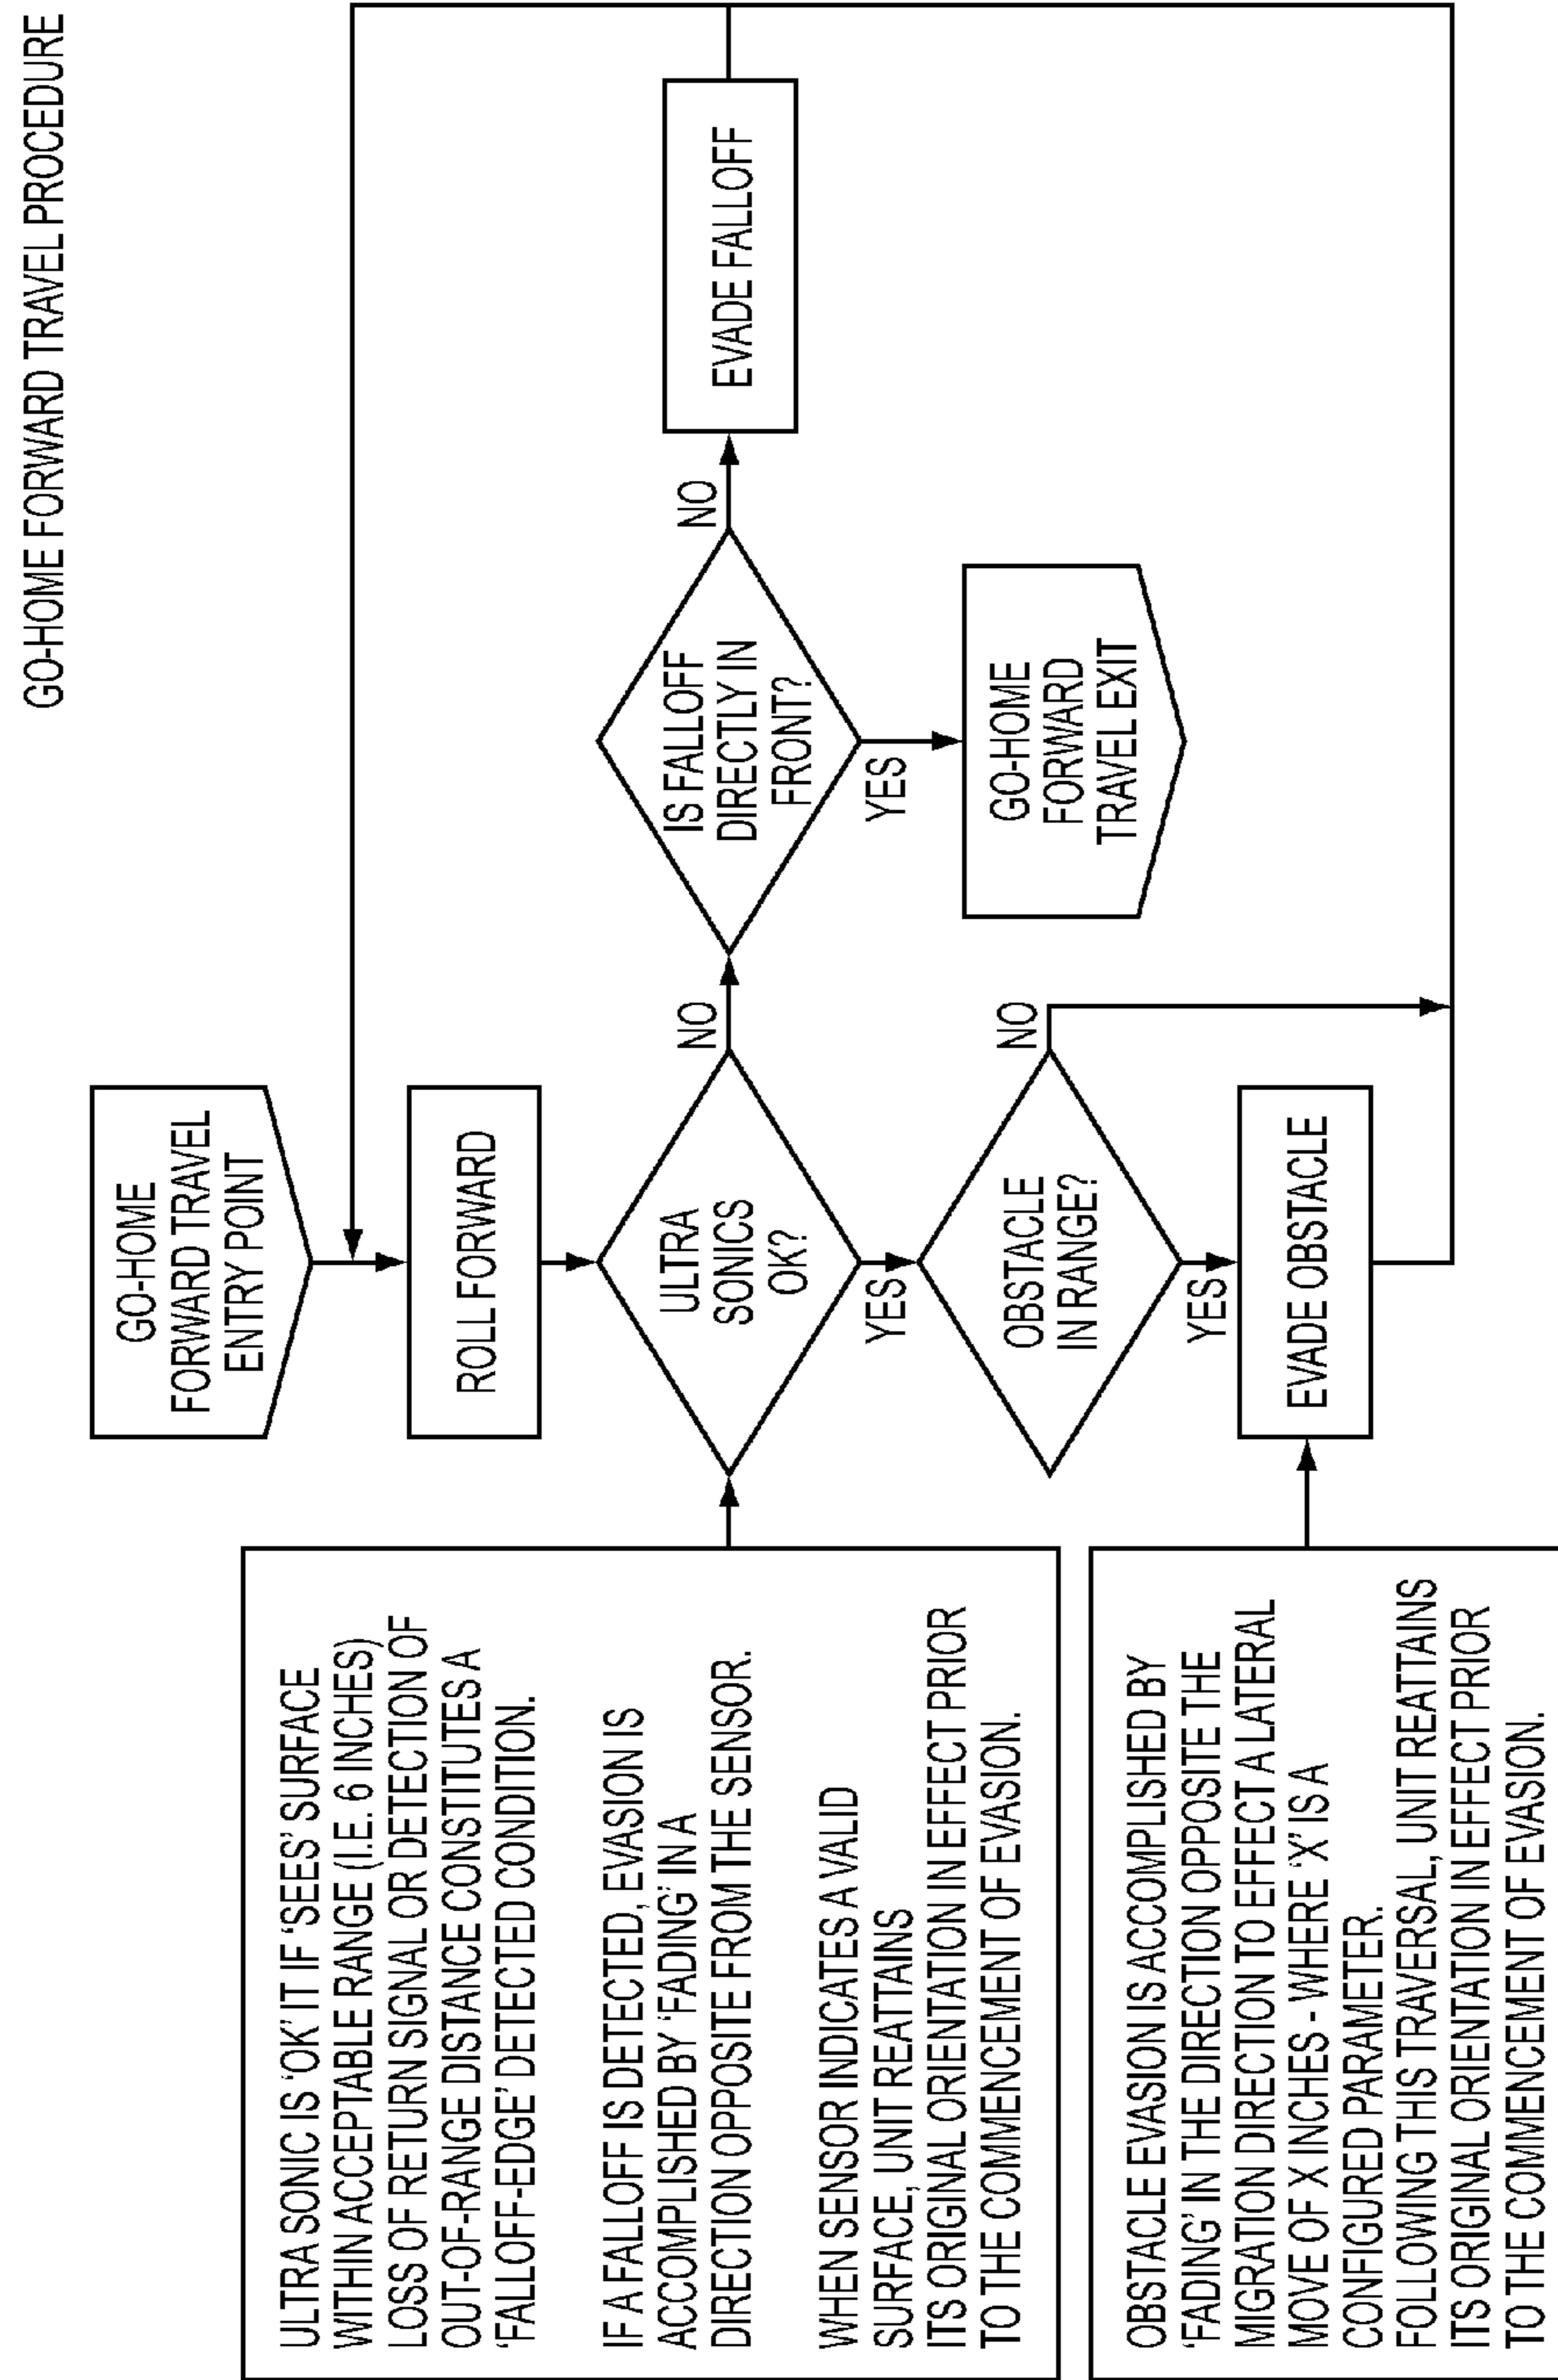 GO-HOME FORWARD TRAVEL PROCEDURE
GO-HOME
FORWARD TRAVEL
ENTRY POINT
ROLL FORWARD
ULTRA
SONICS
OK?
NO
YES
IS FALLOFF
DIRECTLY IN
FRONT?
NO
YES
EVADE FALLOFF
GO-HOME
FORWARD
TRAVEL EXIT
OBSTACLE
IN RANGE?
NO
YES
EVADE OBSTACLE
ULTRA SONIC IS 'OK' IT IF 'SEES' SURFACE
WITHIN ACCEPTABLE RANGE (I.E. 6 INCHES)
LOSS OF RETURN SIGNAL OR DETECTION OF
OUT-OF-RANGE DISTANCE CONSTITUTES A
'FALLOFF-EDGE' DETECTED CONDITION.
IF A FALLOFF IS DETECTED, EVASION IS
ACCOMPLISHED BY 'FADING' IN A
DIRECTION OPPOSITE FROM THE SENSOR.
WHEN SENSOR INDICATES A VALID
SURFACE, UNIT REATTAINS
ITS ORIGINAL ORIENTATION IN EFFECT PRIOR
TO THE COMMENCEMENT OF EVASION.
OBSTACLE EVASION IS ACCOMPLISHED BY
'FADING' IN THE DIRECTION OPPOSITE THE
MIGRATION DIRECTION TO EFFECT A LATERAL
MOVE OF X INCHES - WHERE 'X' IS A
CONFIGURED PARAMETER.
FOLLOWING THIS TRAVERSAL, UNIT REATTAINS
ITS ORIGINAL ORIENTATION IN EFFECT PRIOR
TO THE COMMENCEMENT OF EVASION.